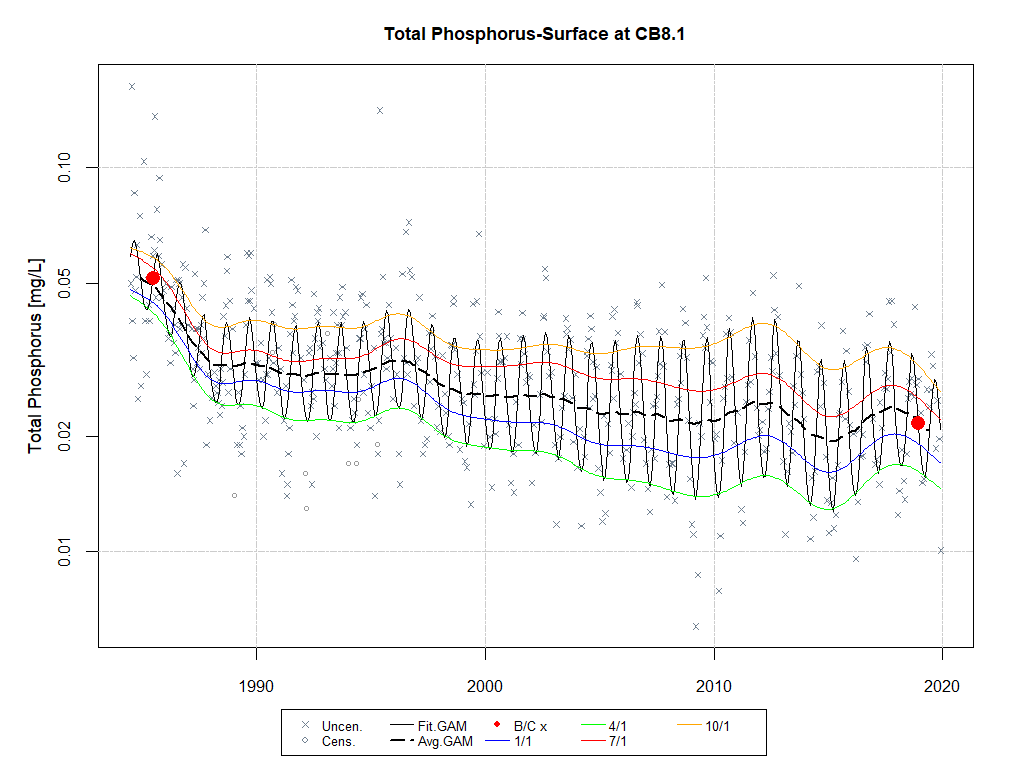 Total Phosphorus-Surface at CB8.1
Total Phosphorus [mg/L]
0.10
0.05
0.02
0.01
1990 2000 2010 2020
Uncen. Fit.GAM B/C x 4/1 10/1
Cens. Avg.GAM 1/1 7/1